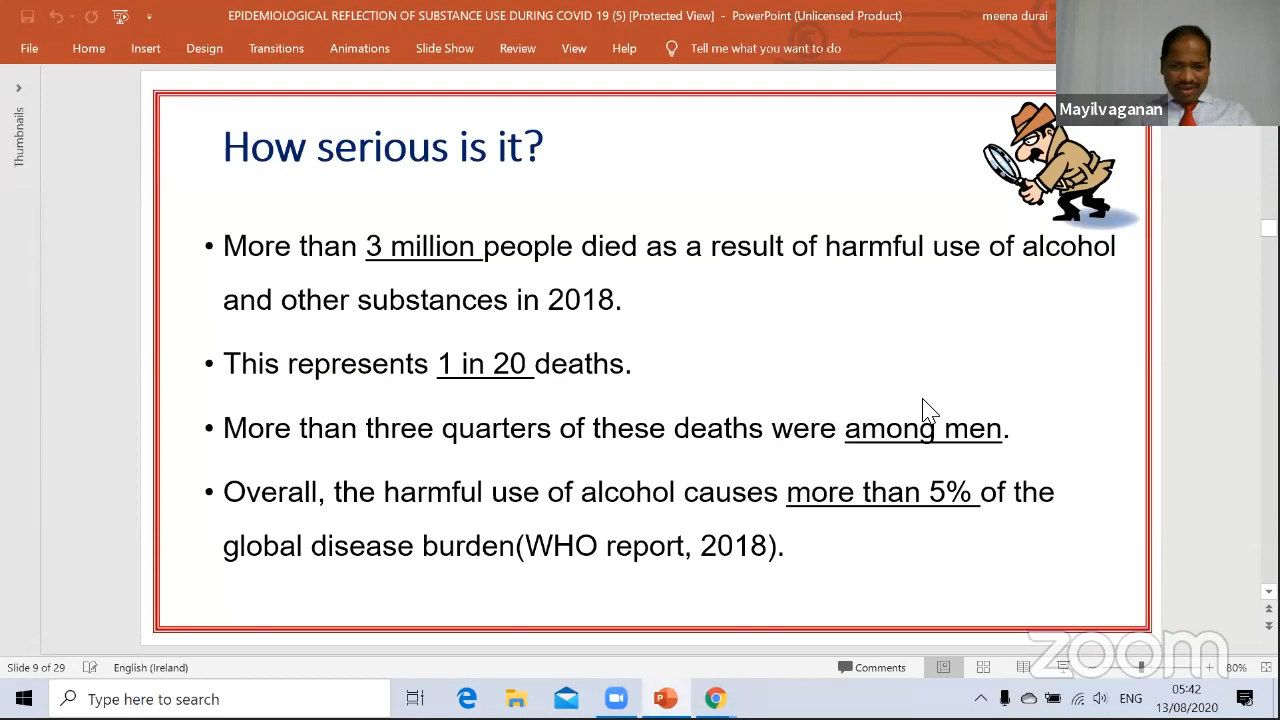 EPIDEMIOLOGICAL REFLECTION OF SUBSTANCE USE DURING COVID 19 (5) [Protected View] - PowerPoint (Unlicensed Product)
meena durai
File Home Insert Design Transitions Animations Slide Show Review View Help Tell me what you want to do
Mayilvaganan
Thumbnails
How serious is it?
• More than 3 million people died as a result of harmful use of alcohol
and other substances in 2018.
• This represents 1 in 20 deaths.
• More than three quarters of these deaths were among men.
• Overall, the harmful use of alcohol causes more than 5% of the
global disease burden(WHO report, 2018).
zoom
Slide 9 of 29 English (Ireland) Comments 80%
Type here to search
ENG
05:42
13/08/2020